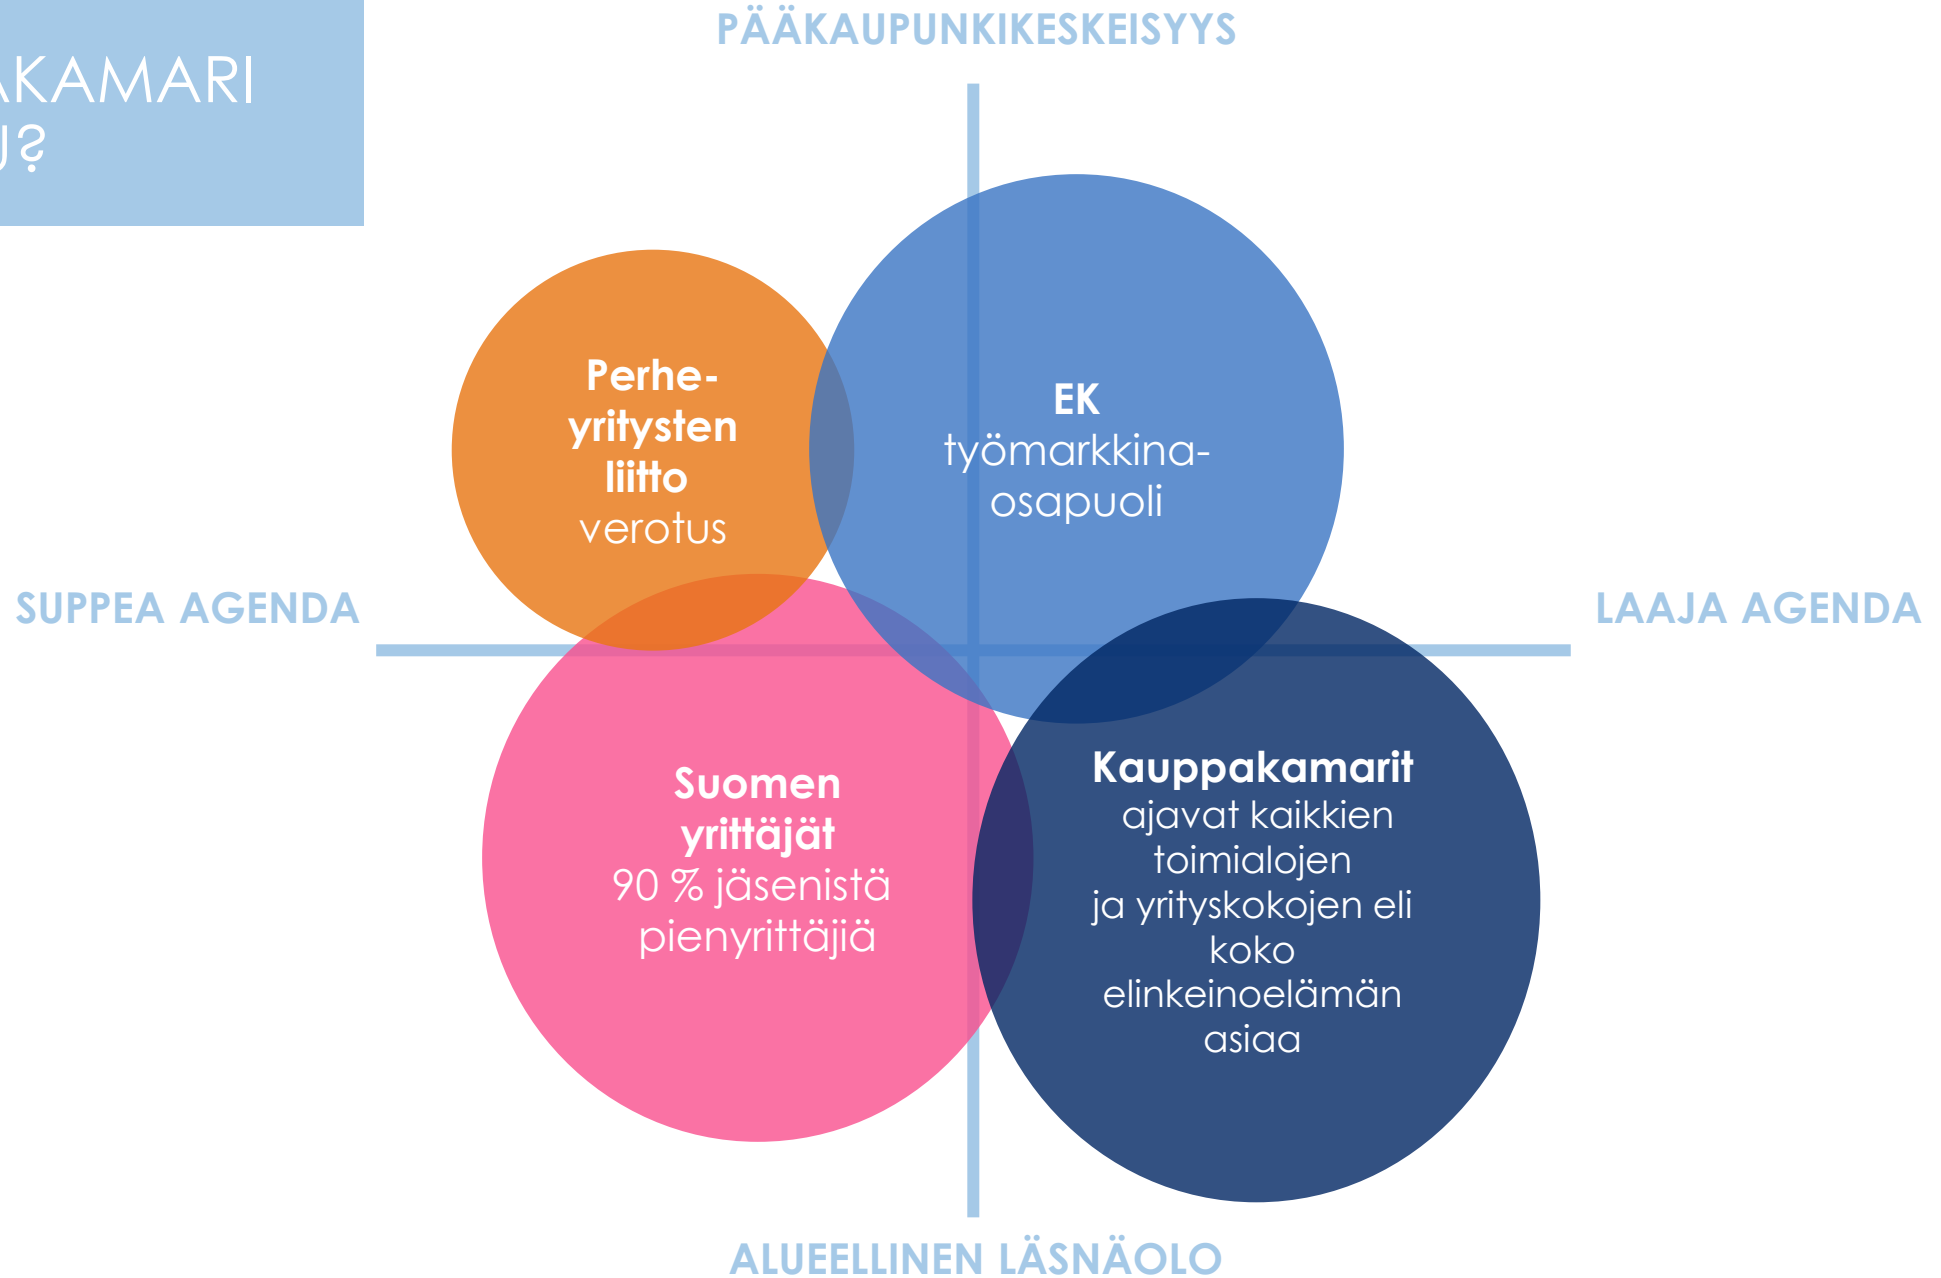 PÄÄKAUPUNKIKESKEISYYS
AKAMARI
U?
Perhe-
yritysten
liitto
verotus
EK
työmarkkina-
osapuoli
SUPPEA AGENDA
LAAJA AGENDA
Suomen
yrittäjät
90 % jäsenistä
pienyrittäjiä
Kauppakamarit
ajavat kaikkien
toimialojen
ja yrityskokojen eli
koko
elinkeinoelämän
asiaa
ALUEELLINEN LÄSNÄOLO